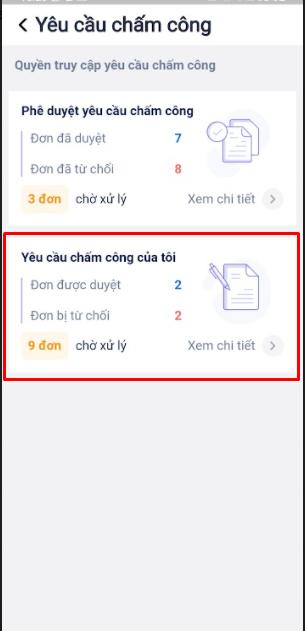 Yêu cầu chấm công
Quyền truy cập yêu cầu chấm công
Phê duyệt yêu cầu chấm công
Đơn đã duyệt 7
Đơn đã từ chối 8
3 đơn chờ xử lý Xem chi tiết
Yêu cầu chấm công của tôi
Đơn được duyệt 2
Đơn bị từ chối 2
9 đơn chờ xử lý Xem chi tiết